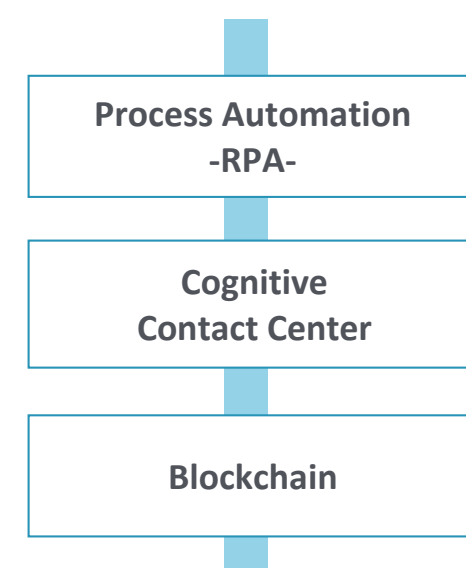 Process Automation
-RPA-
Cognitive
Contact Center
Blockchain